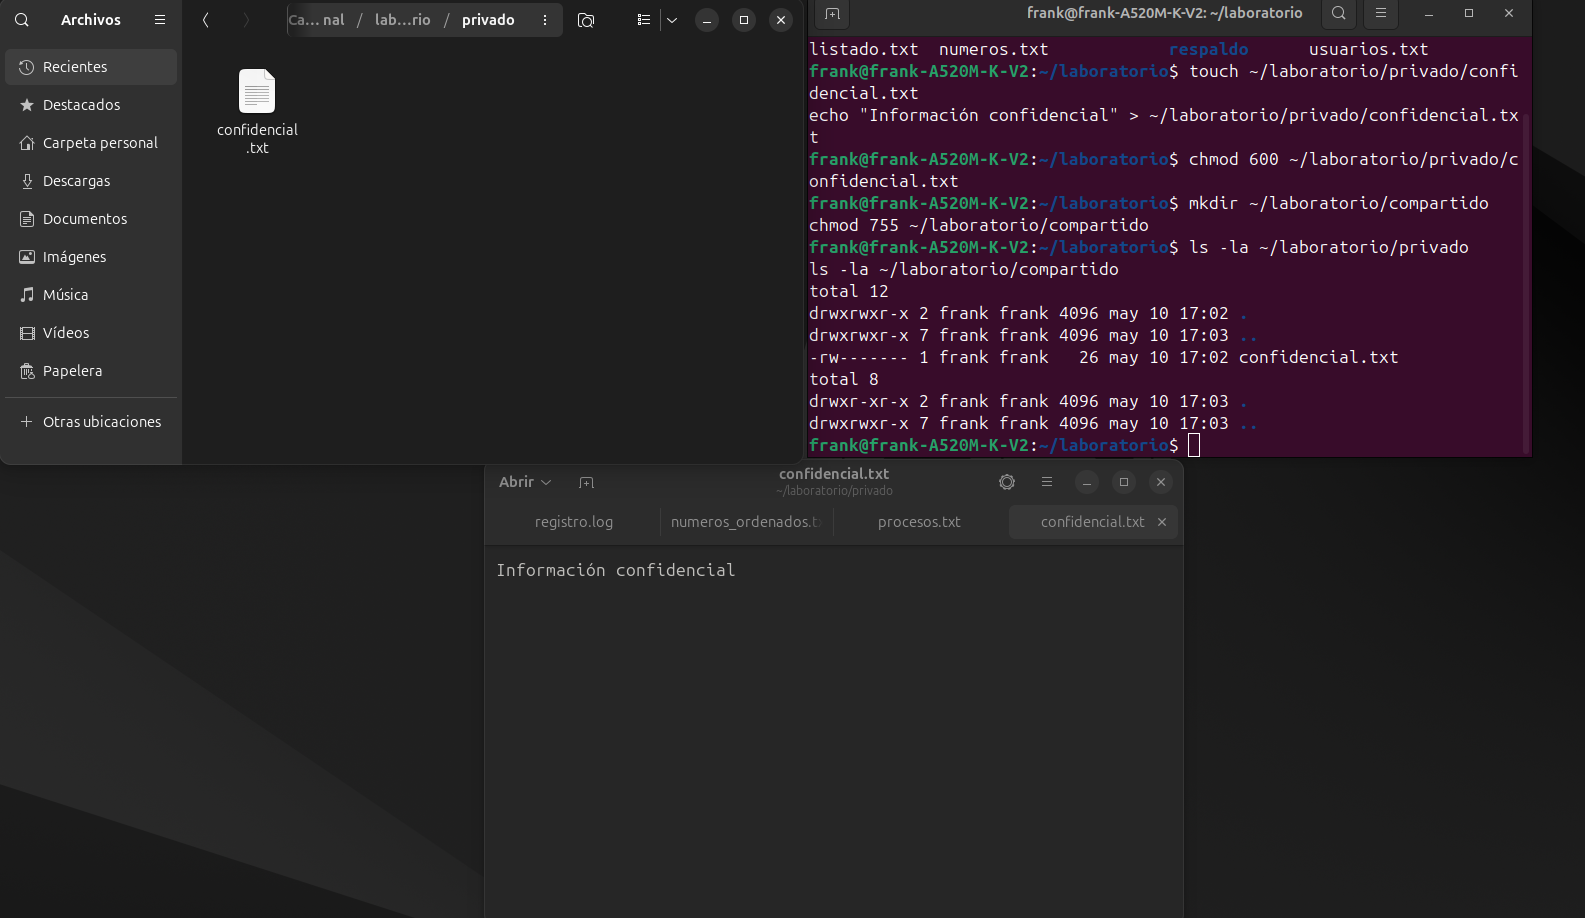 Archivos
Ca... nal / lab...rio / privado
Recientes
Destacados
Carpeta personal
Descargas
Documentos
Imágenes
Música
Vídeos
Papelera
Otras ubicaciones
confidencial
.txt
frank@frank-A520M-K-V2: ~/laboratorio
listado.txt numeros.txt respaldo usuarios.txt
frank@frank-A520M-K-V2:~/laboratorio$ touch ~/laboratorio/privado/confi
dencial.txt
echo "Información confidencial" > ~/laboratorio/privado/confidencial.tx
t
frank@frank-A520M-K-V2:~/laboratorio$ chmod 600 ~/laboratorio/privado/c
onfidencial.txt
frank@frank-A520M-K-V2:~/laboratorio$ mkdir ~/laboratorio/compartido
chmod 755 ~/laboratorio/compartido
frank@frank-A520M-K-V2:~/laboratorio$ ls -la ~/laboratorio/privado
ls -la ~/laboratorio/compartido
total 12
drwxrwxr-x 2 frank frank 4096 may 10 17:02 .
drwxrwxr-x 7 frank frank 4096 may 10 17:03 ..
-rw------- 1 frank frank   26 may 10 17:02 confidencial.txt
total 8
drwxr-xr-x 2 frank frank 4096 may 10 17:03 .
drwxrwxr-x 7 frank frank 4096 may 10 17:03 ..
frank@frank-A520M-K-V2:~/laboratorio$
Abrir
confidencial.txt
~/laboratorio/privado
registro.log
numeros_ordenados.t
procesos.txt
confidencial.txt
Información confidencial